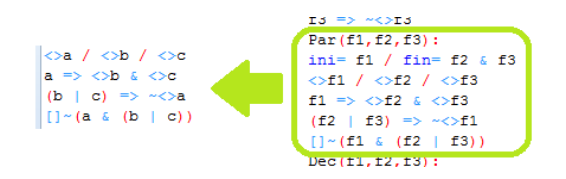 <>a / <>b / <>c
a => <>b & <>c
(b | c) => ~<>a
[]~(a & (b | c))
f3 => ~<>f3
Par(f1,f2,f3):
ini= f1 / fin= f2 & f3
<>f1 / <>f2 / <>f3
f1 => <>f2 & <>f3
(f2 | f3) => ~<>f1
[]~(f1 & (f2 | f3))
Dec(f1,f2,f3):